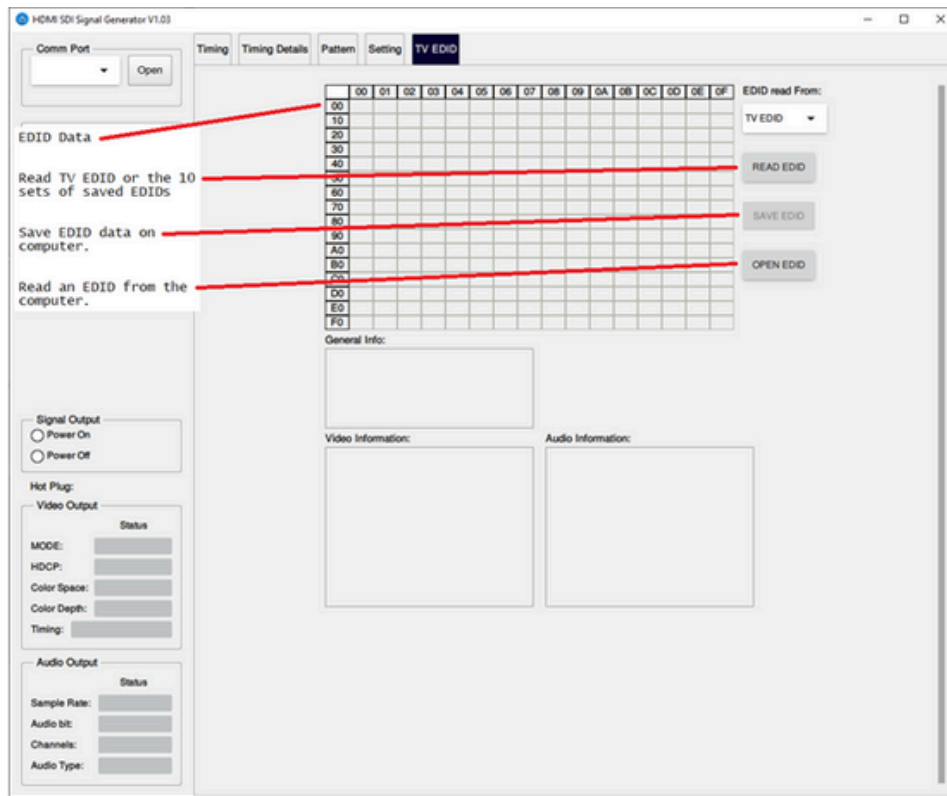 HDMI SDI Signal Generator V1.03
Comm Port
Open
Timing Timing Details Pattern Setting TV EDID
00 01 02 03 04 05 06 07 08 09 0A 0B 0C 0D 0E 0F
00
10
20
30
40
50
60
70
80
90
A0
B0
C0
D0
E0
F0
EDID read From:
TV EDID
READ EDID
SAVE EDID
OPEN EDID
EDID Data
Read TV EDID or the 10
sets of saved EDIDs
Save EDID data on
computer.
Read an EDID from the
computer.
General Info:
Video Information: Audio Information:
Signal Output
Power On
Power Off
Hot Plug:
Video Output
Status
MODE:
HDCP:
Color Space:
Color Depth:
Timing:
Audio Output
Status
Sample Rate:
Audio bit:
Channels:
Audio Type: